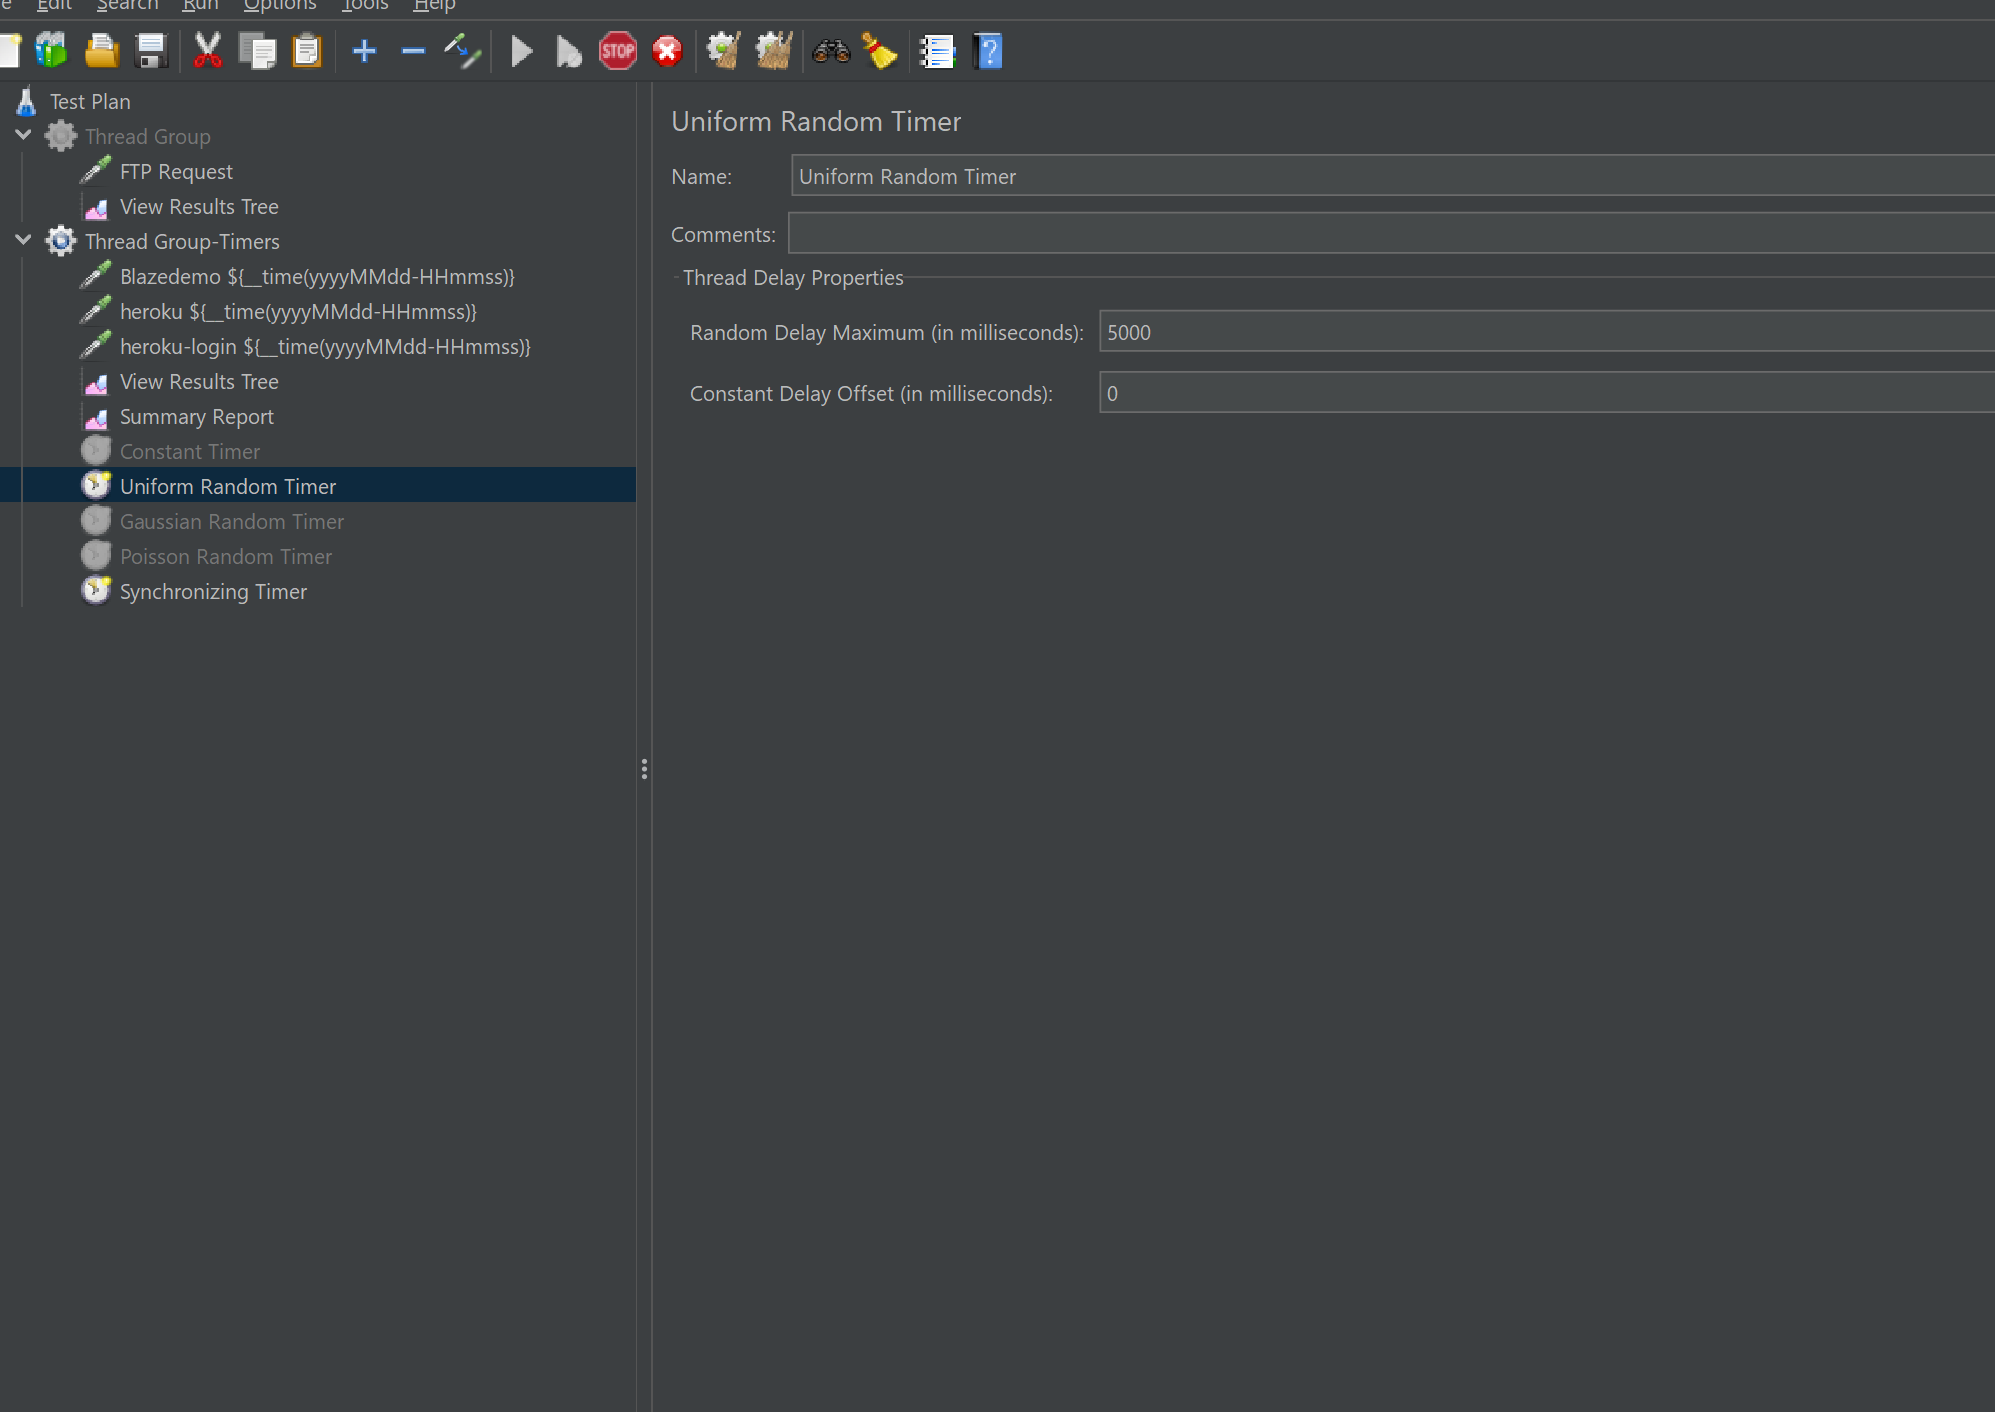 e Edit Search Run Options Tools Help
STOP
Test Plan
Thread Group
FTP Request
View Results Tree
Thread Group-Timers
Blazedemo ${__time(yyyyMMdd-HHmmss)}
heroku ${__time(yyyyMMdd-HHmmss)}
heroku-login ${__time(yyyyMMdd-HHmmss)}
View Results Tree
Summary Report
Constant Timer
Uniform Random Timer
Gaussian Random Timer
Poisson Random Timer
Synchronizing Timer
Uniform Random Timer
Name: Uniform Random Timer
Comments:
Thread Delay Properties
Random Delay Maximum (in milliseconds): 5000
Constant Delay Offset (in milliseconds): 0